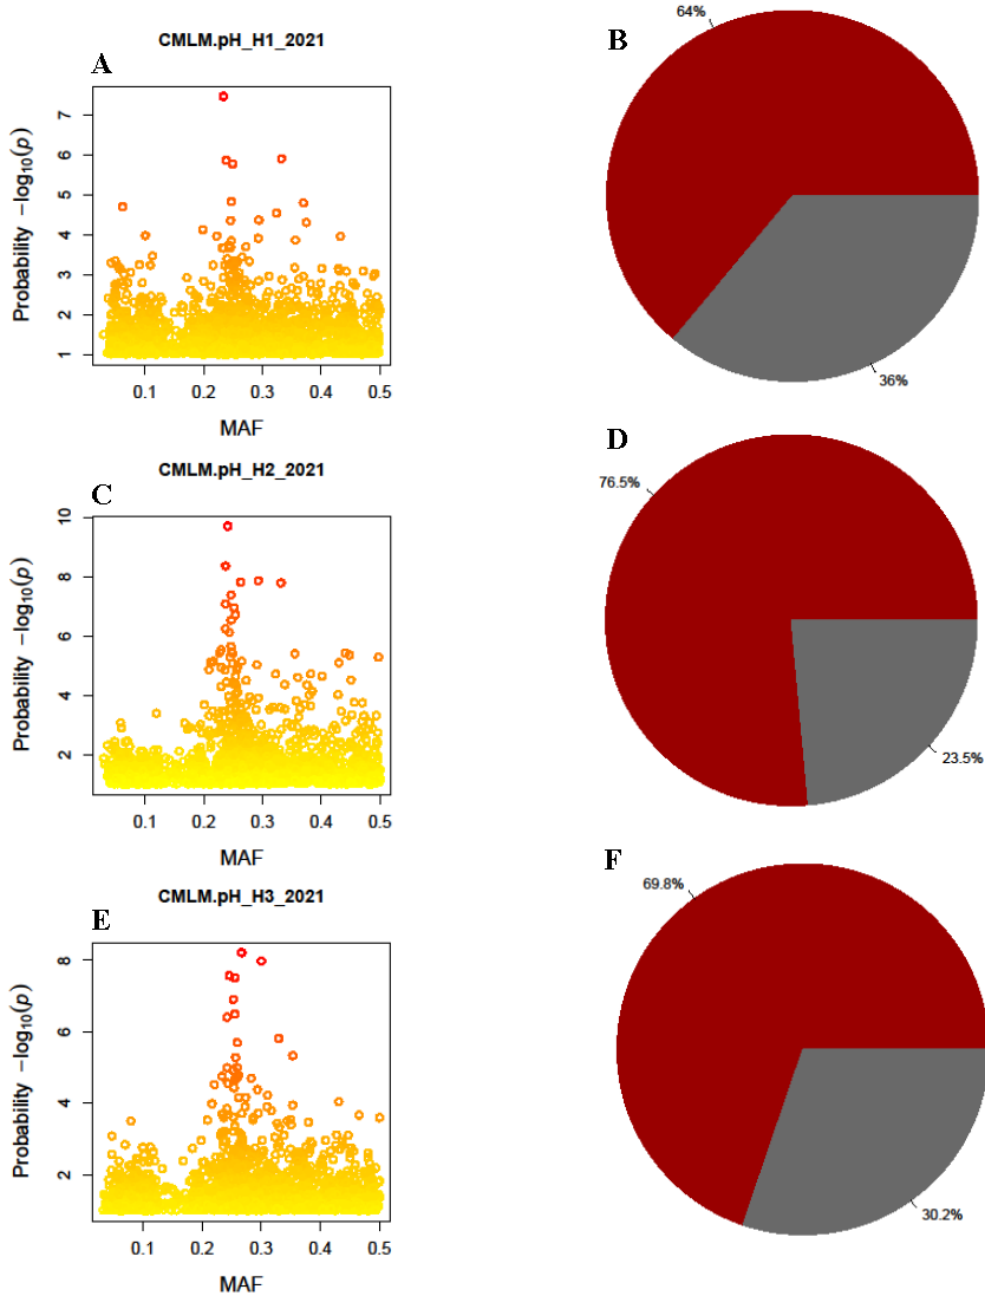 CMLM.pH_H1_2021
A
Probability −log10(p)
7
6
5
4
3
2
1
0.1 0.2 0.3 0.4 0.5
MAF
B
64%
36%
CMLM.pH_H2_2021
C
Probability −log10(p)
10
8
6
4
2
0.1 0.2 0.3 0.4 0.5
MAF
D
76.5%
23.5%
CMLM.pH_H3_2021
E
Probability −log10(p)
8
6
4
2
0.1 0.2 0.3 0.4 0.5
MAF
F
69.8%
30.2%